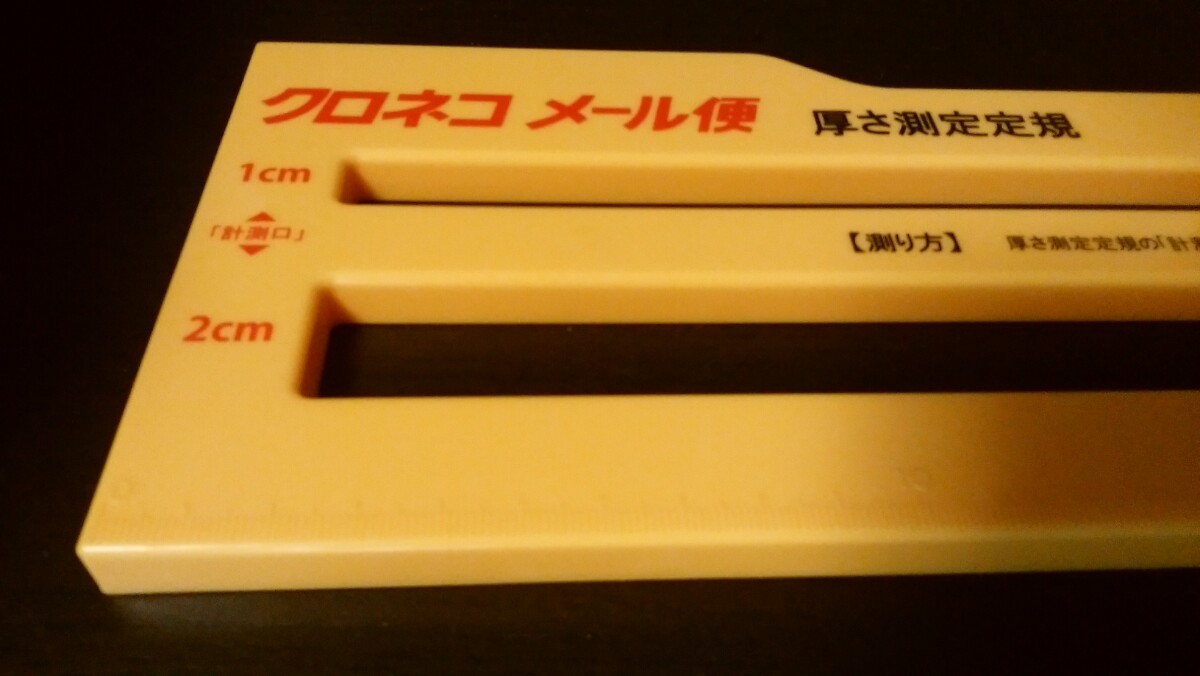 クロネコ メール便 厚さ測定定規
1cm
「計測口」
【測り方】 厚さ測定定規の「計測
2cm